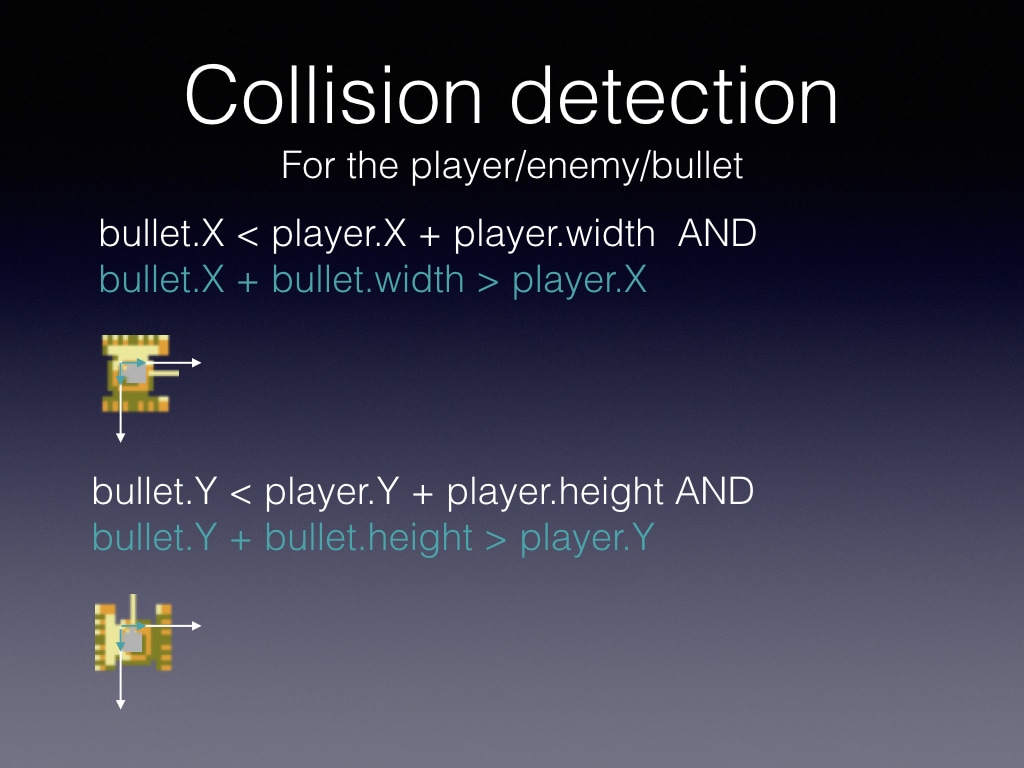 Collision detection
For the player/enemy/bullet
bullet.X < player.X + player.width  AND
bullet.X + bullet.width > player.X
bullet.Y < player.Y + player.height AND
bullet.Y + bullet.height > player.Y